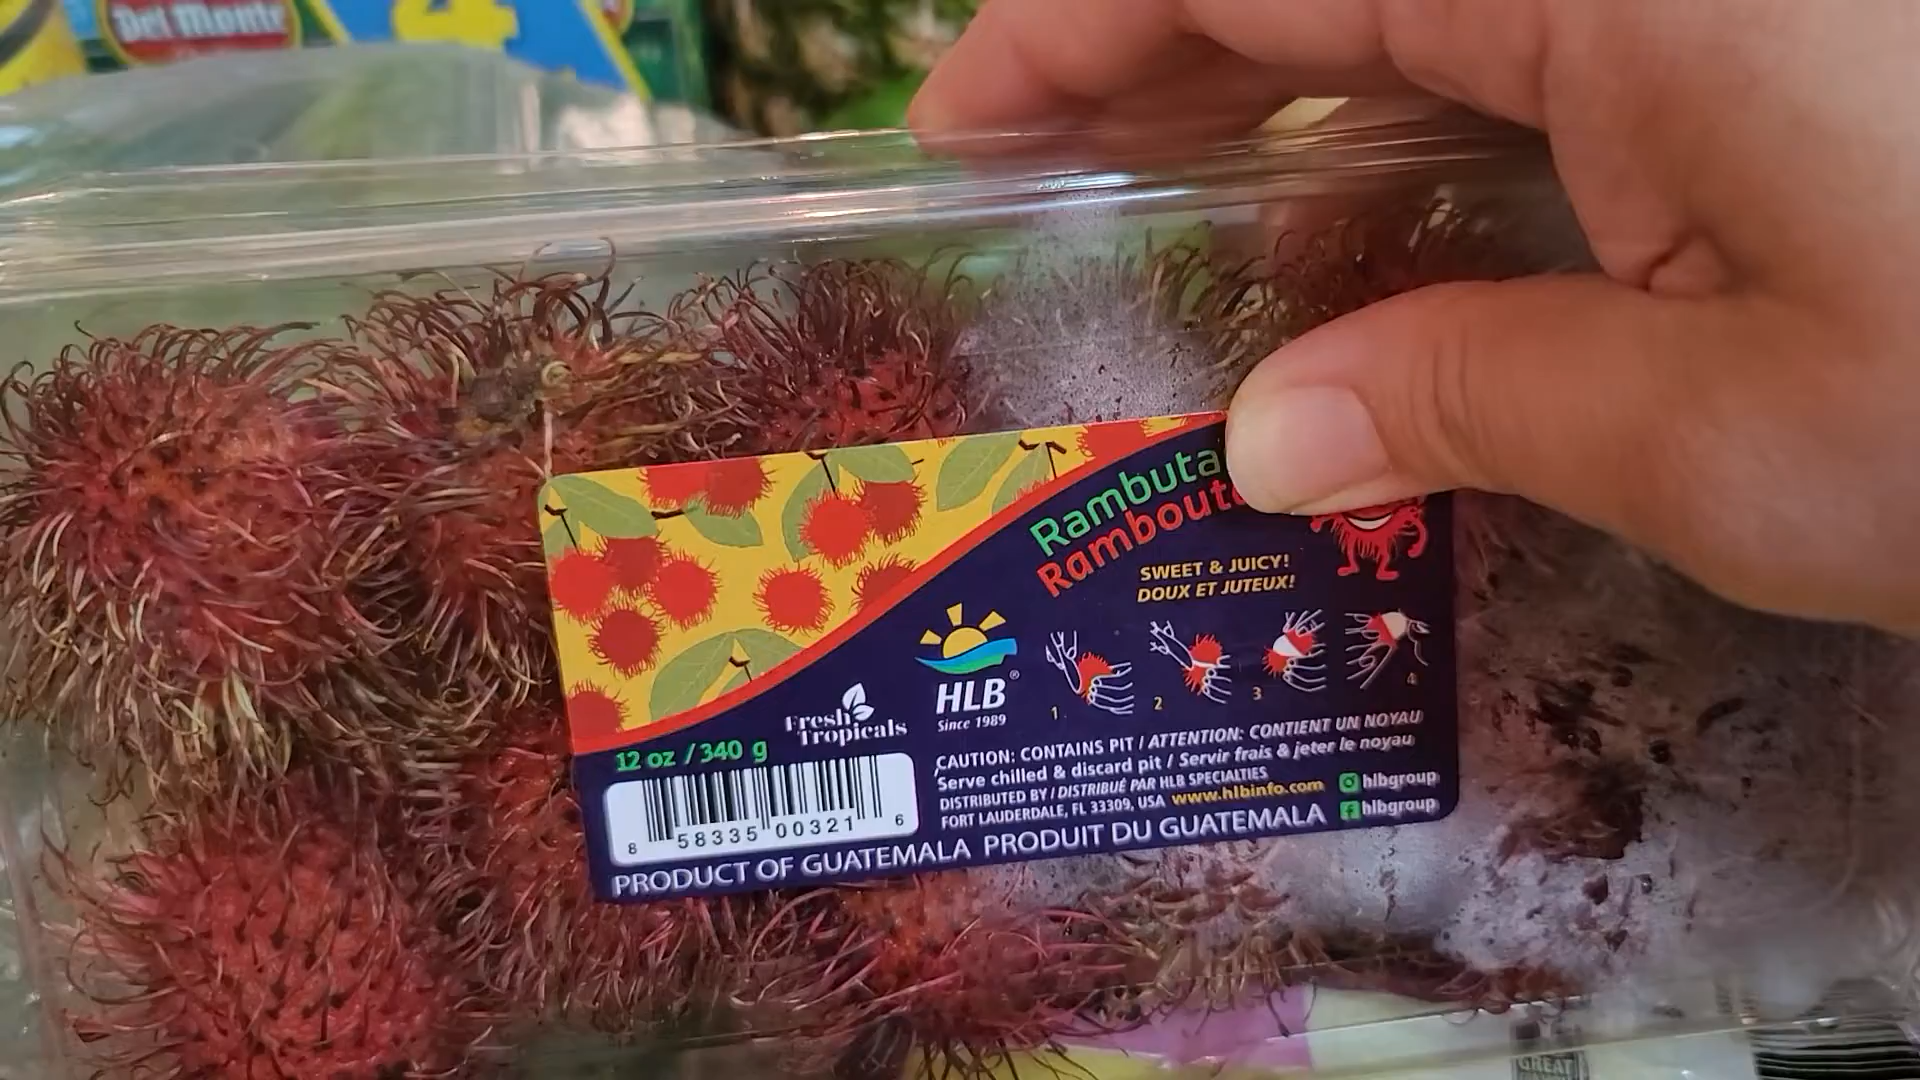 Del Monte
4
Rambuta
Rambouta
SWEET & JUICY!
DOUX ET JUTEUX!
HLB®
Since 1989
Fresh
Tropicals
1. 2 3 4
12 oz / 340 g
CAUTION: CONTAINS PIT / ATTENTION: CONTIENT UN NOYAU
Serve chilled & discard pit / Servir frais & jeter le noyau
DISTRIBUTED BY / DISTRIBUÉ PAR HLB SPECIALTIES
FORT LAUDERDALE, FL 33309, USA www.hlbinfo.com
hlbgroup
hlbgroup
8 58335 00321 6
PRODUCT OF GUATEMALA PRODUIT DU GUATEMALA
GREAT